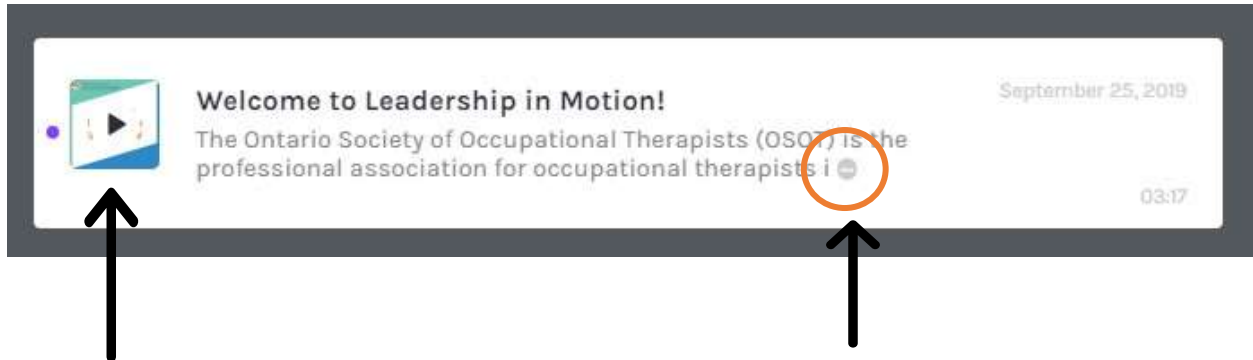 Welcome to Leadership in Motion!
September 25, 2019
The Ontario Society of Occupational Therapists (OSOT) is the
professional association for occupational therapists i
03:17